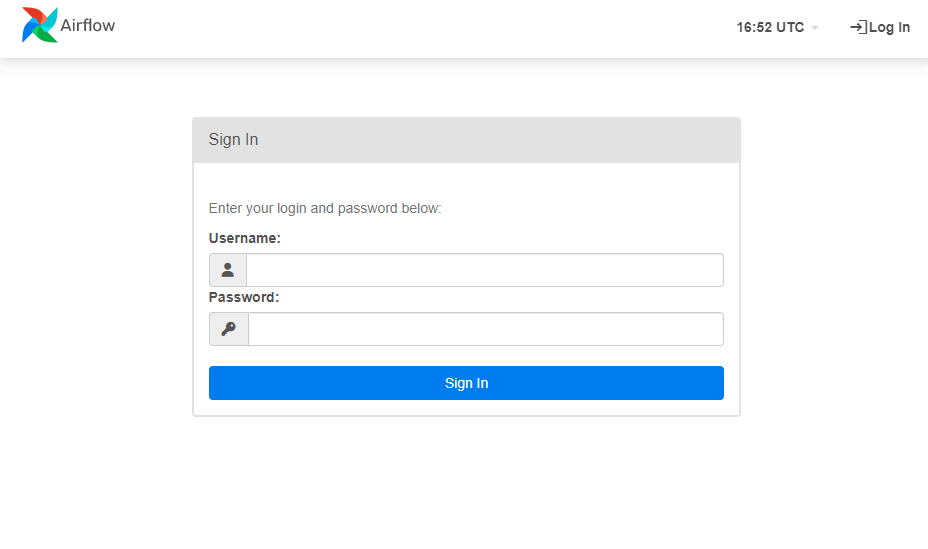 Airflow
16:52 UTC
Log In
Sign In
Enter your login and password below:
Username:
Password:
Sign In